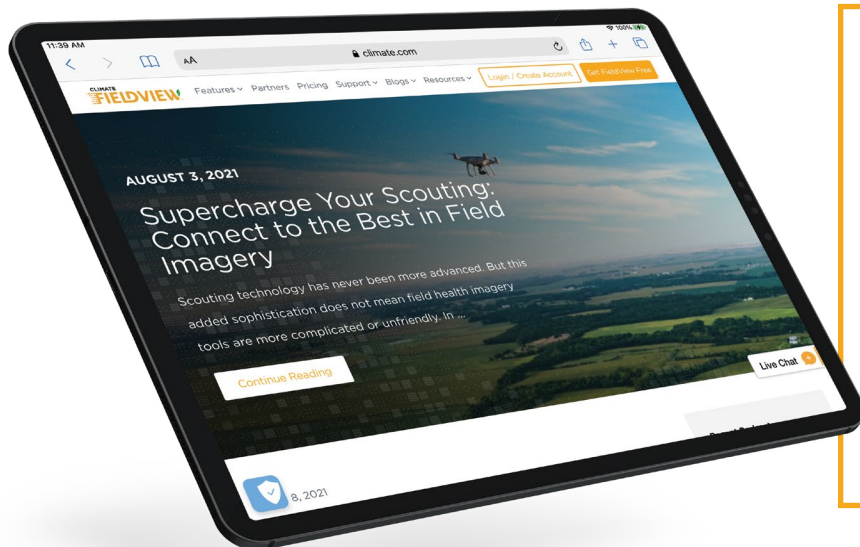 11:39 AM
100%
AA
climate.com
CLIMATE
FIELDVIEW
Features Partners Pricing Support Blogs Resources Login / Create Account Get FieldView Free
AUGUST 3, 2021
Supercharge Your Scouting:
Connect to the Best in Field
Imagery
Scouting technology has never been more advanced. But this
added sophistication does not mean field health imagery
tools are more complicated or unfriendly. In ...
Continue Reading
Live Chat
8, 2021